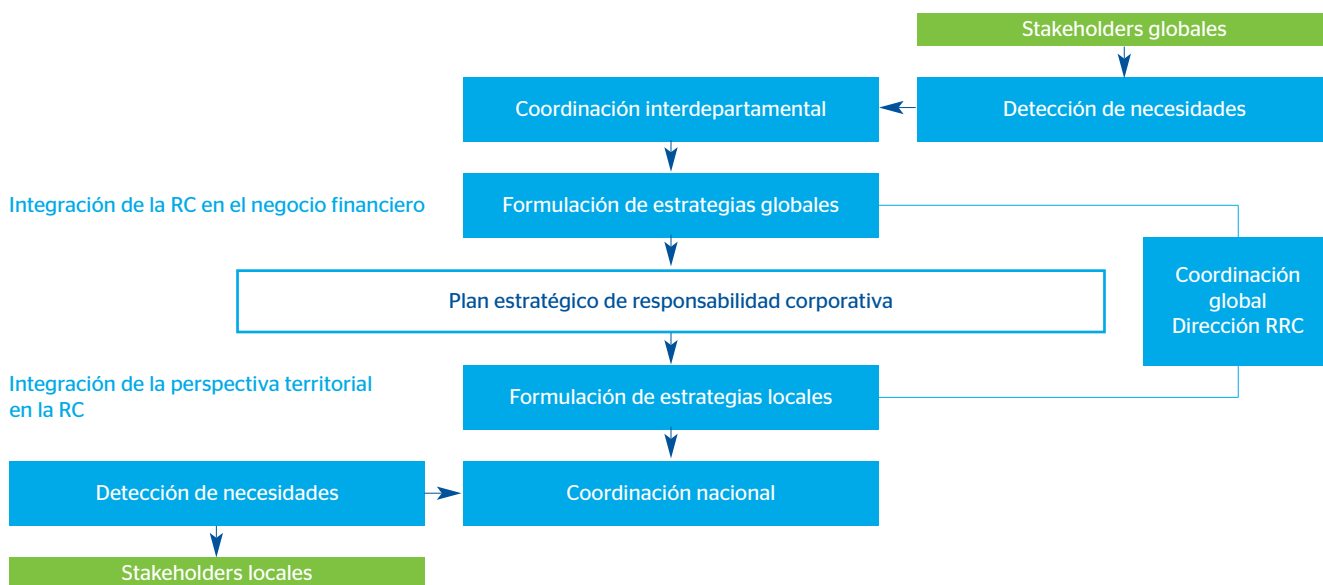 Stakeholders globales
Coordinación interdepartamental
Detección de necesidades
Integración de la RC en el negocio financiero
Formulación de estrategias globales
Plan estratégico de responsabilidad corporativa
Coordinación
global
Dirección RRC
Integración de la perspectiva territorial
en la RC
Formulación de estrategias locales
Detección de necesidades
Coordinación nacional
Stakeholders locales